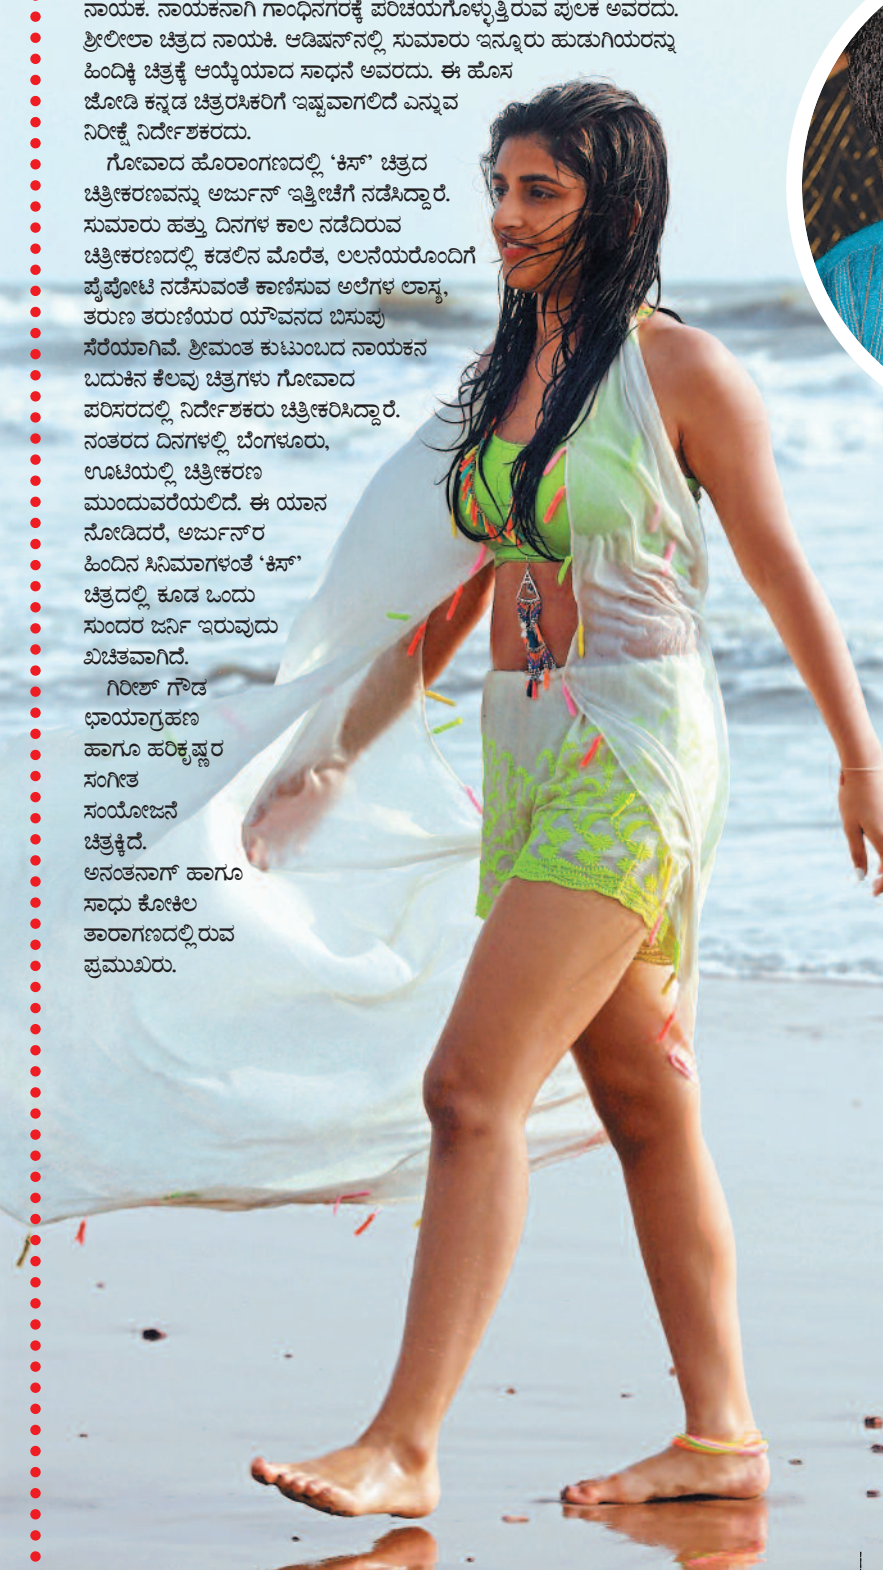 ನಾಯಕ. ನಾಯಕನಾಗಿ ಗಾಂಧಿನಗರಕ್ಕೆ ಪರಿಚಯಗೊಳ್ಳುತ್ತಿರುವ ಪುಲಕ ಅವರದು.
ಶ್ರೀಲೀಲಾ ಚಿತ್ರದ ನಾಯಕಿ. ಆಡಿಷನ್‌ನಲ್ಲಿ ಸುಮಾರು ಇನ್ನೂರು ಹುಡುಗಿಯರನ್ನು
ಹಿಂದಿಕ್ಕಿ ಚಿತ್ರಕ್ಕೆ ಆಯ್ಕೆಯಾದ ಸಾಧನೆ ಅವರದು. ಈ ಹೊಸ
ಜೋಡಿ ಕನ್ನಡ ಚಿತ್ರರಸಿಕರಿಗೆ ಇಷ್ಟವಾಗಲಿದೆ ಎನ್ನುವ
ನಿರೀಕ್ಷೆ ನಿರ್ದೇಶಕರದು.
ಗೋವಾದ ಹೊರಾಂಗಣದಲ್ಲಿ ‘ಕಿಸ್’ ಚಿತ್ರದ
ಚಿತ್ರೀಕರಣವನ್ನು ಅರ್ಜುನ್ ಇತ್ತೀಚೆಗೆ ನಡೆಸಿದ್ದಾರೆ.
ಸುಮಾರು ಹತ್ತು ದಿನಗಳ ಕಾಲ ನಡೆದಿರುವ
ಚಿತ್ರೀಕರಣದಲ್ಲಿ ಕಡಲಿನ ಮೊರೆತ, ಲಲನೆಯರೊಂದಿಗೆ
ಪೈಪೋಟಿ ನಡೆಸುವಂತೆ ಕಾಣಿಸುವ ಅಲೆಗಳ ಲಾಸ್ಯ,
ತರುಣ ತರುಣಿಯರ ಯೌವನದ ಬಿಸುಪು
ಸೆರೆಯಾಗಿವೆ. ಶ್ರೀಮಂತ ಕುಟುಂಬದ ನಾಯಕನ
ಬದುಕಿನ ಕೆಲವು ಚಿತ್ರಗಳು ಗೋವಾದ
ಪರಿಸರದಲ್ಲಿ ನಿರ್ದೇಶಕರು ಚಿತ್ರೀಕರಿಸಿದ್ದಾರೆ.
ನಂತರದ ದಿನಗಳಲ್ಲಿ ಬೆಂಗಳೂರು,
ಊಟಿಯಲ್ಲಿ ಚಿತ್ರೀಕರಣ
ಮುಂದುವರೆಯಲಿದೆ. ಈ ಯಾನ
ನೋಡಿದರೆ, ಅರ್ಜುನ್‌ರ
ಹಿಂದಿನ ಸಿನಿಮಾಗಳಂತೆ ‘ಕಿಸ್’
ಚಿತ್ರದಲ್ಲಿ ಕೂಡ ಒಂದು
ಸುಂದರ ಜರ್ನಿ ಇರುವುದು
ಖಚಿತವಾಗಿದೆ.
ಗಿರೀಶ್ ಗೌಡ
ಛಾಯಾಗ್ರಹಣ
ಹಾಗೂ ಹರಿಕೃಷ್ಣರ
ಸಂಗೀತ
ಸಂಯೋಜನೆ
ಚಿತ್ರಕ್ಕಿದೆ.
ಅನಂತನಾಗ್ ಹಾಗೂ
ಸಾಧು ಕೋಕಿಲ
ತಾರಾಗಣದಲ್ಲಿರುವ
ಪ್ರಮುಖರು.